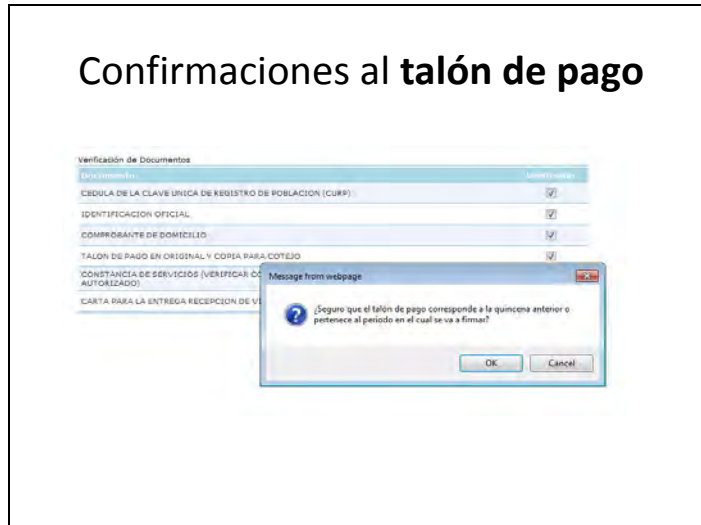 Confirmaciones al talón de pago
Verificación de Documentos
Documento
CEDULA DE LA CLAVE UNICA DE REGISTRO DE POBLACION (CURP)
IDENTIFICACION OFICIAL
COMPROBANTE DE DOMICILIO
TALON DE PAGO EN ORIGINAL Y COPIA PARA COTEJO
CONSTANCIA DE SERVICIOS (VERIFICAR CO
AUTORIZADO)
CARTA PARA LA ENTREGA RECEPCION DE VI
Message from webpage
¿Seguro que el talón de pago corresponde a la quincena anterior o
pertenece al periodo en el cual se va a firmar?
OK Cancel